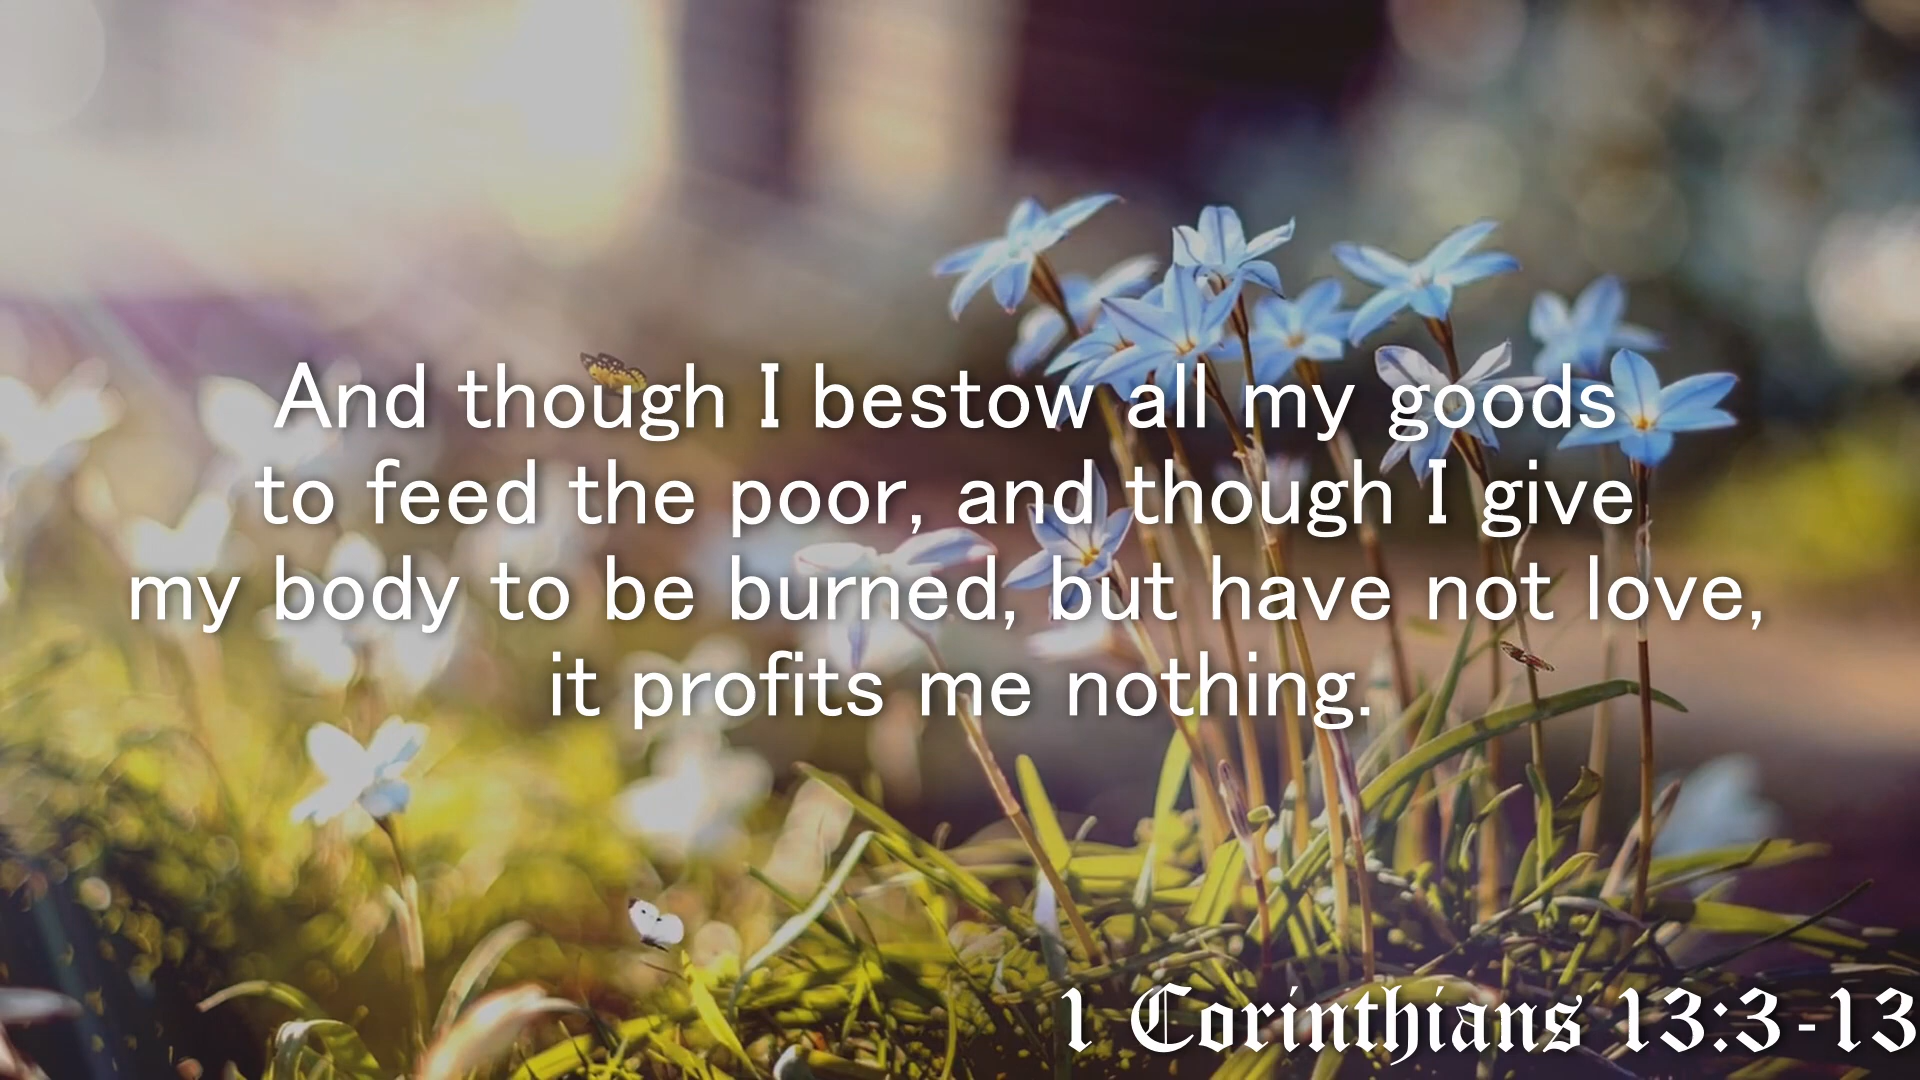 And though I bestow all my goods
to feed the poor, and though I give
my body to be burned, but have not love,
it profits me nothing.
1 Corinthians 13:3-13